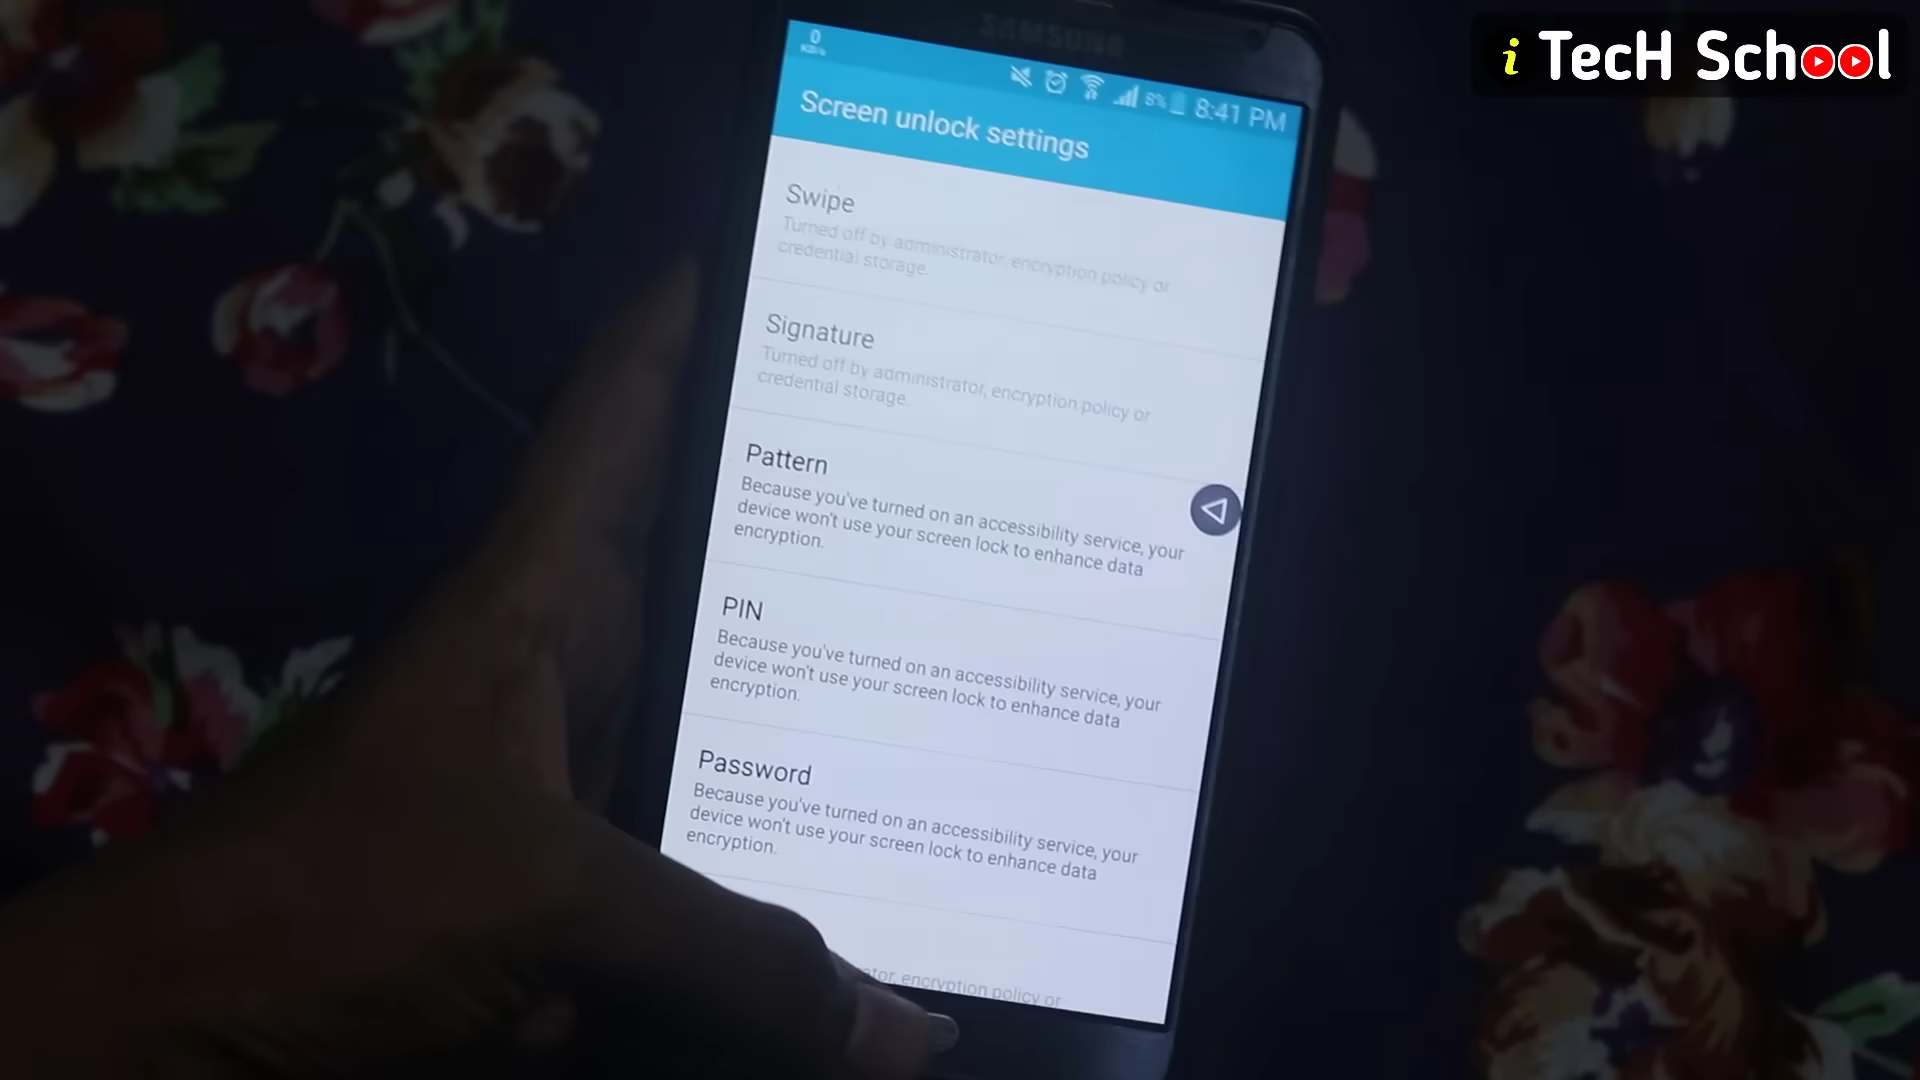 SAMSUNG
i TecH School
0
KB/s
8% 8:41 PM
Screen unlock settings
Swipe
Turned off by administrator, encryption policy or
credential storage.
Signature
Turned off by administrator, encryption policy or
credential storage.
Pattern
Because you've turned on an accessibility service, your
device won't use your screen lock to enhance data
encryption.
PIN
Because you've turned on an accessibility service, your
device won't use your screen lock to enhance data
encryption.
Password
Because you've turned on an accessibility service, your
device won't use your screen lock to enhance data
encryption.
ator, encryption policy or